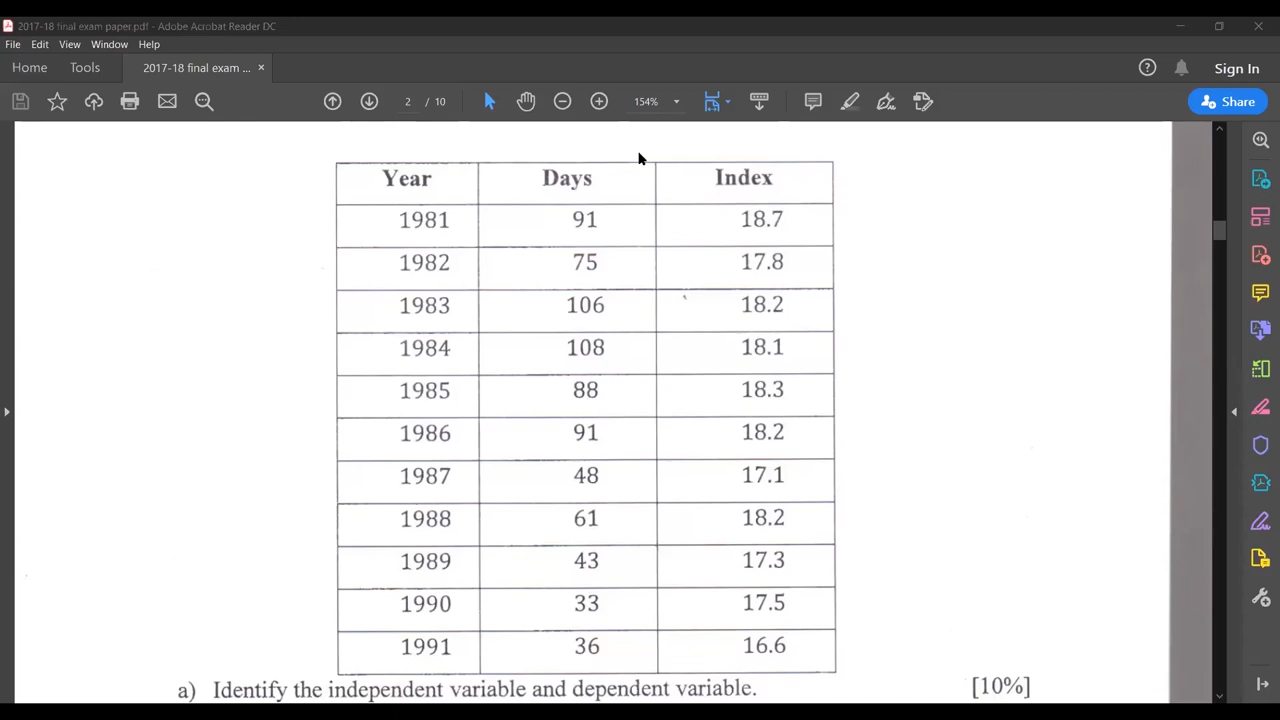 2017-18 final exam paper.pdf - Adobe Acrobat Reader DC
File Edit View Window Help
Home Tools 2017-18 final exam ... × Sign In
2 / 10 154% Share
Year Days Index
1981 91 18.7
1982 75 17.8
1983 106 18.2
1984 108 18.1
1985 88 18.3
1986 91 18.2
1987 48 17.1
1988 61 18.2
1989 43 17.3
1990 33 17.5
1991 36 16.6
a) Identify the independent variable and dependent variable. [10%]